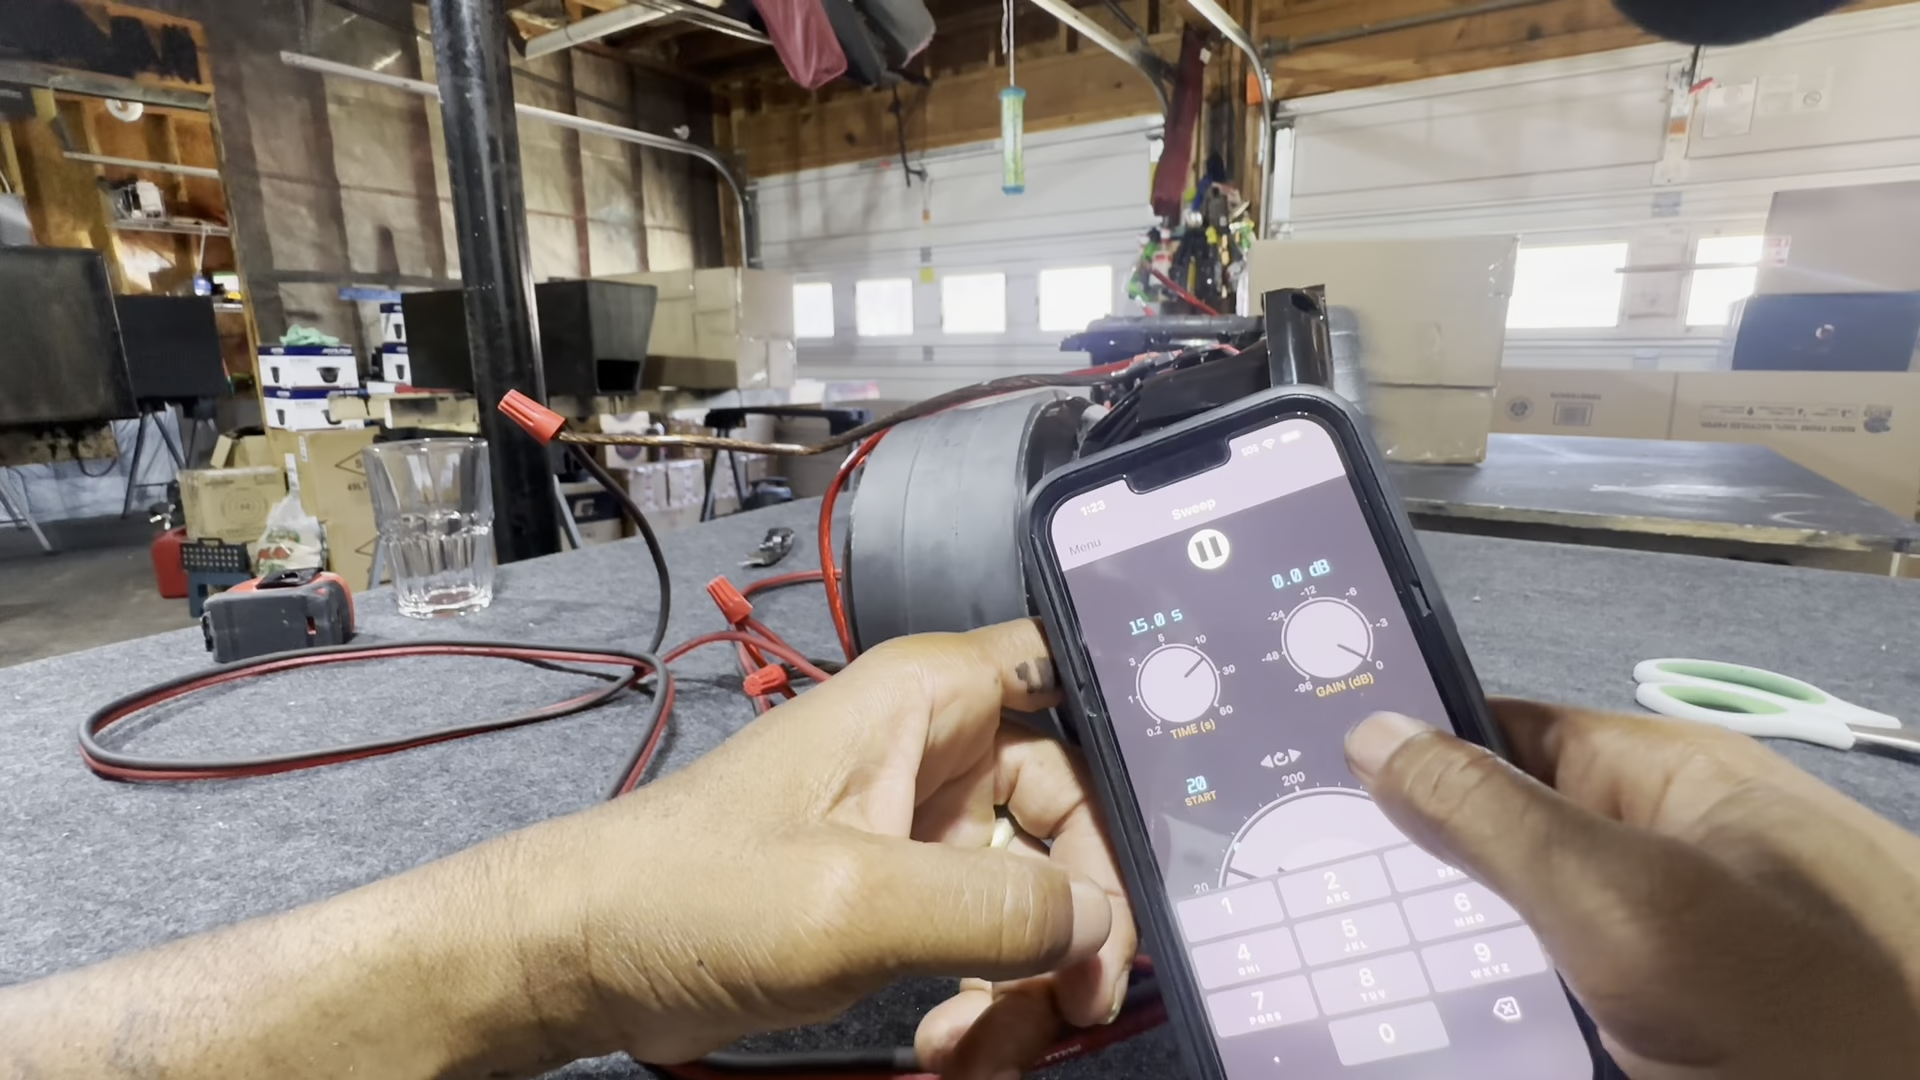 1:23
SOS
Sweep
Menu
15.0 S
0.0 dB
5
10
3
30
1
60
0.2
TIME (s)
-12
-6
-24
-3
-48
0
-96
GAIN (dB)
20
START
200
20
1
2
ABC
4
GHI
5
JKL
6
MNO
7
PQRS
8
TUV
9
WXYZ
0
.